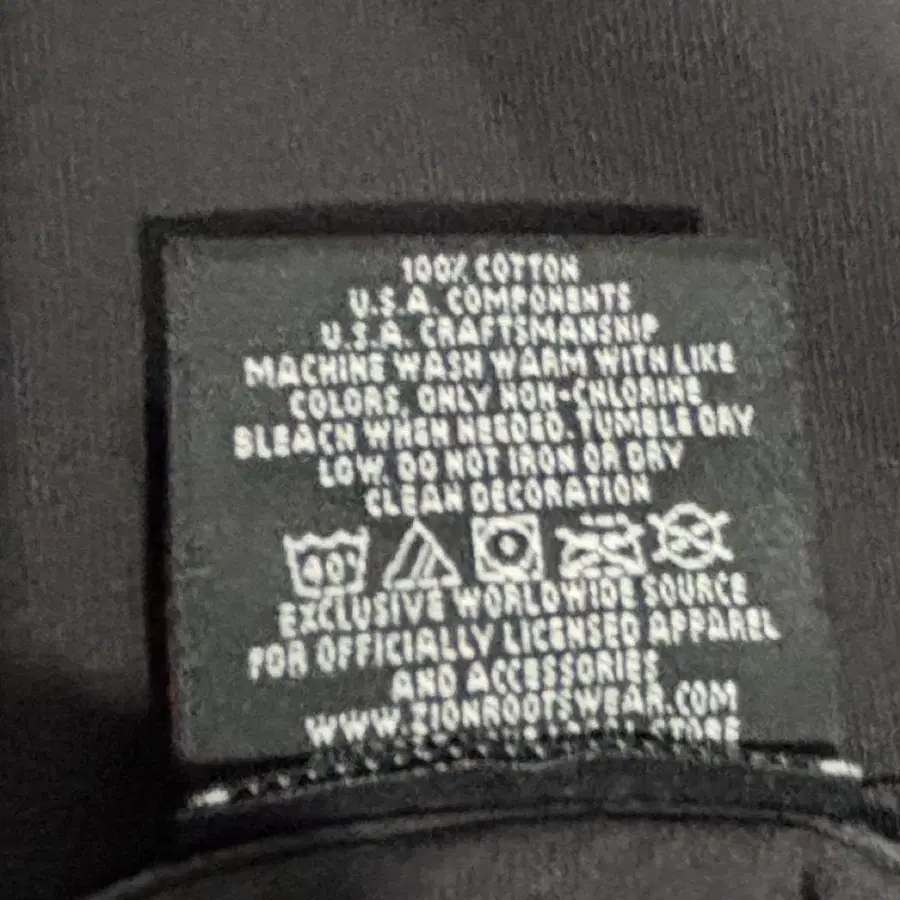 100% COTTON
U.S.A. COMPONENTS
U.S.A. CRAFTSMANSHIP
MACHINE WASH WARM WITH LIKE
COLORS, ONLY NON-CHLORINE
BLEACH WHEN NEEDED. TUMBLE DRY
LOW. DO NOT IRON OR DRY
CLEAN DECORATION
40
EXCLUSIVE WORLDWIDE SOURCE
FOR OFFICIALLY LICENSED APPAREL
AND ACCESSORIES
WWW.ZIONROOTSWEAR.COM
STORE